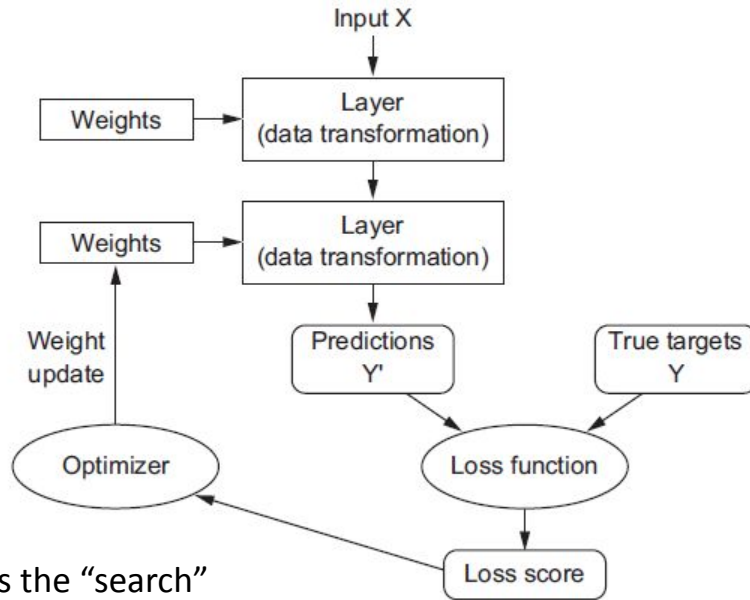 Input X
Weights
Layer
(data transformation)
Weights
Layer
(data transformation)
Weight
update
Predictions
Y'
True targets
Y
Optimizer
Loss function
Loss score
s the “search”